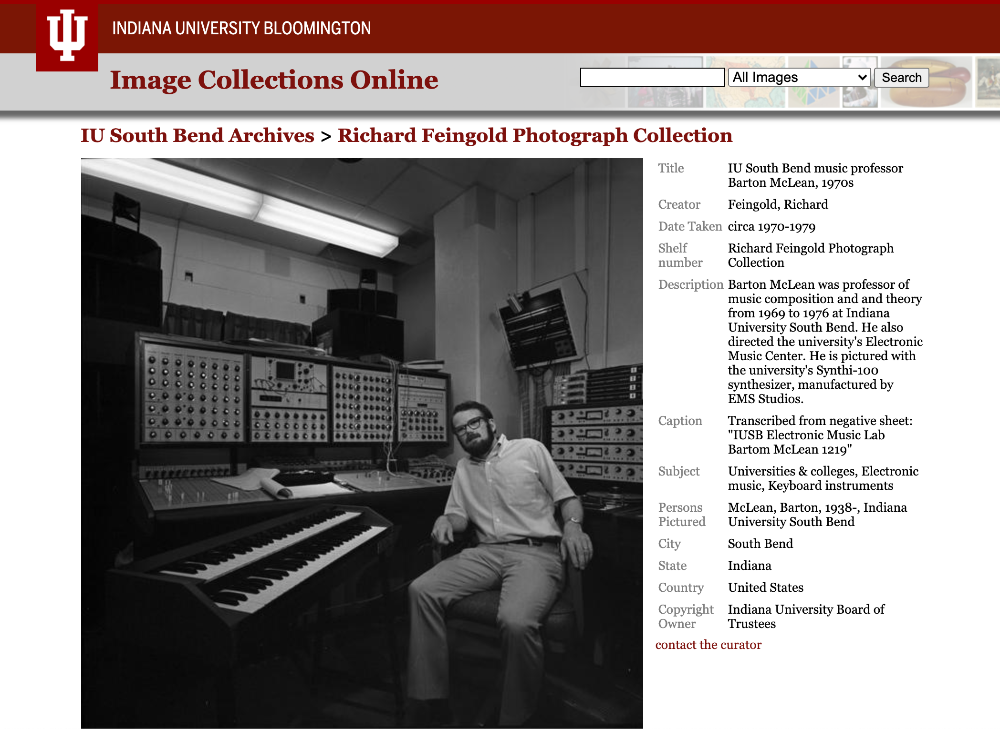 INDIANA UNIVERSITY BLOOMINGTON
Image Collections Online
All Images
Search
IU South Bend Archives > Richard Feingold Photograph Collection
Title IU South Bend music professor
Barton McLean, 1970s
Creator Feingold, Richard
Date Taken circa 1970-1979
Shelf number Richard Feingold Photograph
Collection
Description Barton McLean was professor of
music composition and and theory
from 1969 to 1976 at Indiana
University South Bend. He also
directed the university's Electronic
Music Center. He is pictured with
the university's Synthi-100
synthesizer, manufactured by
EMS Studios.
Caption Transcribed from negative sheet:
"IUSB Electronic Music Lab
Bartom McLean 1219"
Subject Universities & colleges, Electronic
music, Keyboard instruments
Persons Pictured McLean, Barton, 1938-, Indiana
University South Bend
City South Bend
State Indiana
Country United States
Copyright Owner Indiana University Board of
Trustees
contact the curator